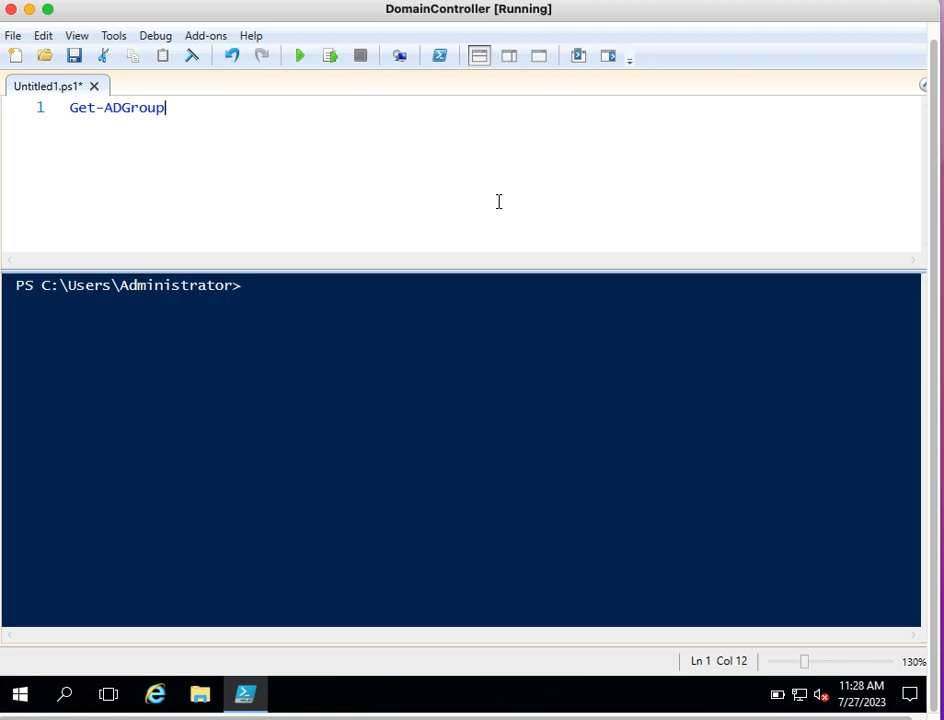 DomainController [Running]
File Edit View Tools Debug Add-ons Help
Untitled1.ps1*
1 Get-ADGroup
PS C:\Users\Administrator>
Ln 1 Col 12 130%
11:28 AM
7/27/2023